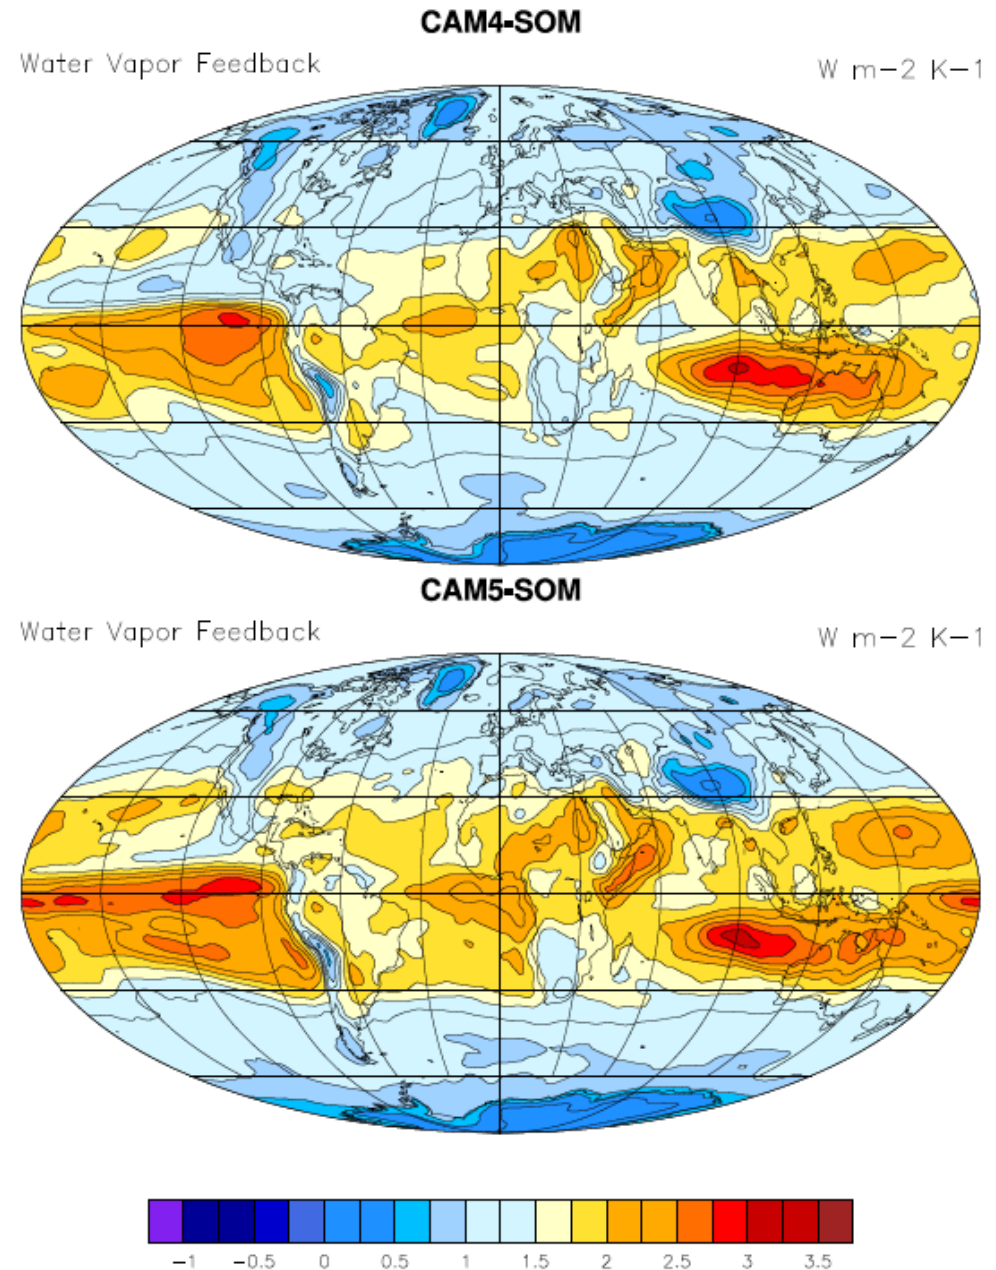 CAM4-SOM
Water Vapor Feedback W m-2 K-1
CAM5-SOM
Water Vapor Feedback W m-2 K-1
-1 -0.5 0 0.5 1 1.5 2 2.5 3 3.5